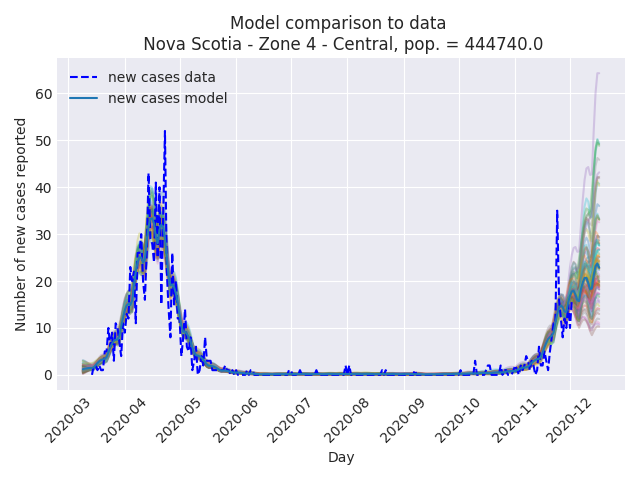 Model comparison to data
Nova Scotia - Zone 4 - Central, pop. = 444740.0
new cases data
new cases model
Number of new cases reported
60
50
40
30
20
10
0
2020-03
2020-04
2020-05
2020-06
2020-07
2020-08
2020-09
2020-10
2020-11
2020-12
Day